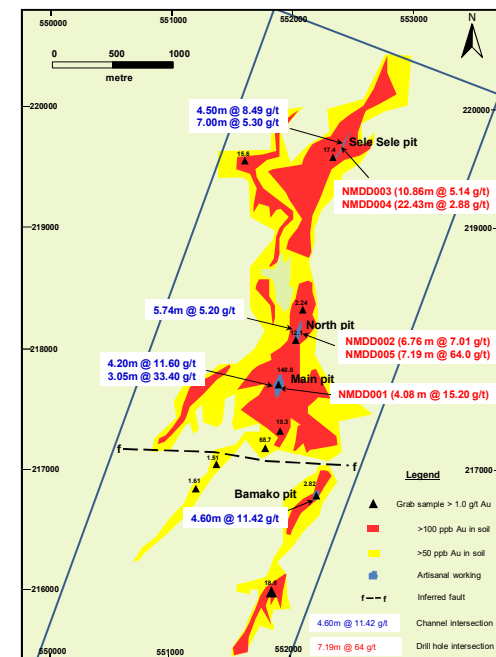 550000
551000
552000
553000
N
0 500 1000
metre
220000
220000
4.50m @ 8.49 g/t
7.00m @ 5.30 g/t
Sele Sele pit
15.6
17.4
NMDD003 (10.86m @ 5.14 g/t)
NMDD004 (22.43m @ 2.88 g/t)
219000
219000
2.24
5.74m @ 5.20 g/t
North pit
12.1
NMDD002 (6.76 m @ 7.01 g/t)
NMDD005 (7.19 m @ 64.0 g/t)
218000
4.20m @ 11.60 g/t
3.05m @ 33.40 g/t
140.0
Main pit
NMDD001 (4.08 m @ 15.20 g/t)
10.3
68.7
f
f
1.51
217000
217000
1.61
2.82
Bamako pit
4.60m @ 11.42 g/t
Legend
Grab sample > 1.0 g/t Au
>100 ppb Au in soil
>50 ppb Au in soil
Artisanal working
f f Inferred fault
4.60m @ 11.42 g/t Channel intersection
7.19m @ 64 g/t Drill hole intersection
216000
18.8
550000
551000
552000